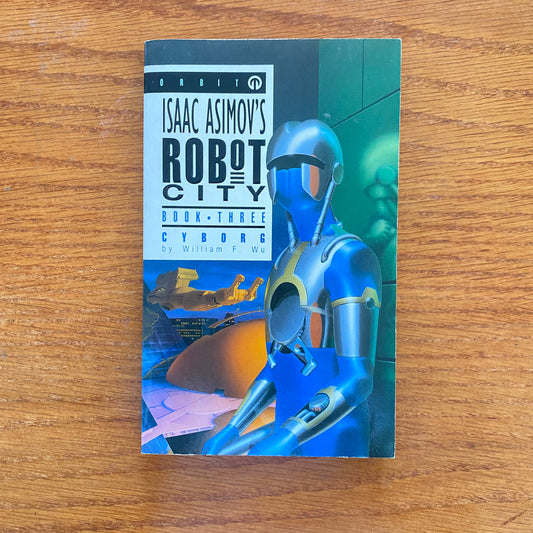 ORBIT
ISAAC ASIMOV'S
ROBOT
CITY
BOOK • THREE
CYBORG
by William F. Wu